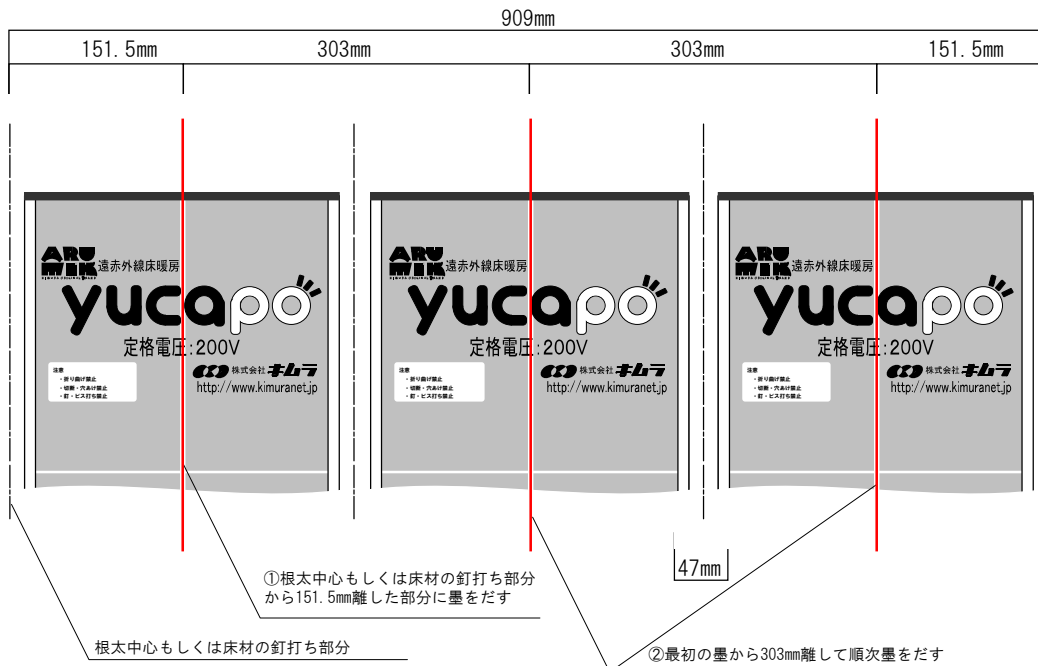 909mm
151.5mm
303mm
303mm
151.5mm
ARU
MIK
遠赤外線床暖房
yucapo
定格電圧:200V
注意
・折り曲げ禁止
・切断・穴あけ禁止
・釘・ビス打ち禁止
株式会社 キムラ
http://www.kimuranet.jp
ARU
MIK
遠赤外線床暖房
yucapo
定格電圧:200V
注意
・折り曲げ禁止
・切断・穴あけ禁止
・釘・ビス打ち禁止
株式会社 キムラ
http://www.kimuranet.jp
ARU
MIK
遠赤外線床暖房
yucapo
定格電圧:200V
注意
・折り曲げ禁止
・切断・穴あけ禁止
・釘・ビス打ち禁止
株式会社 キムラ
http://www.kimuranet.jp
47mm
①根太中心もしくは床材の釘打ち部分
から151.5mm離した部分に墨をだす
根太中心もしくは床材の釘打ち部分
②最初の墨から303mm離して順次墨をだす